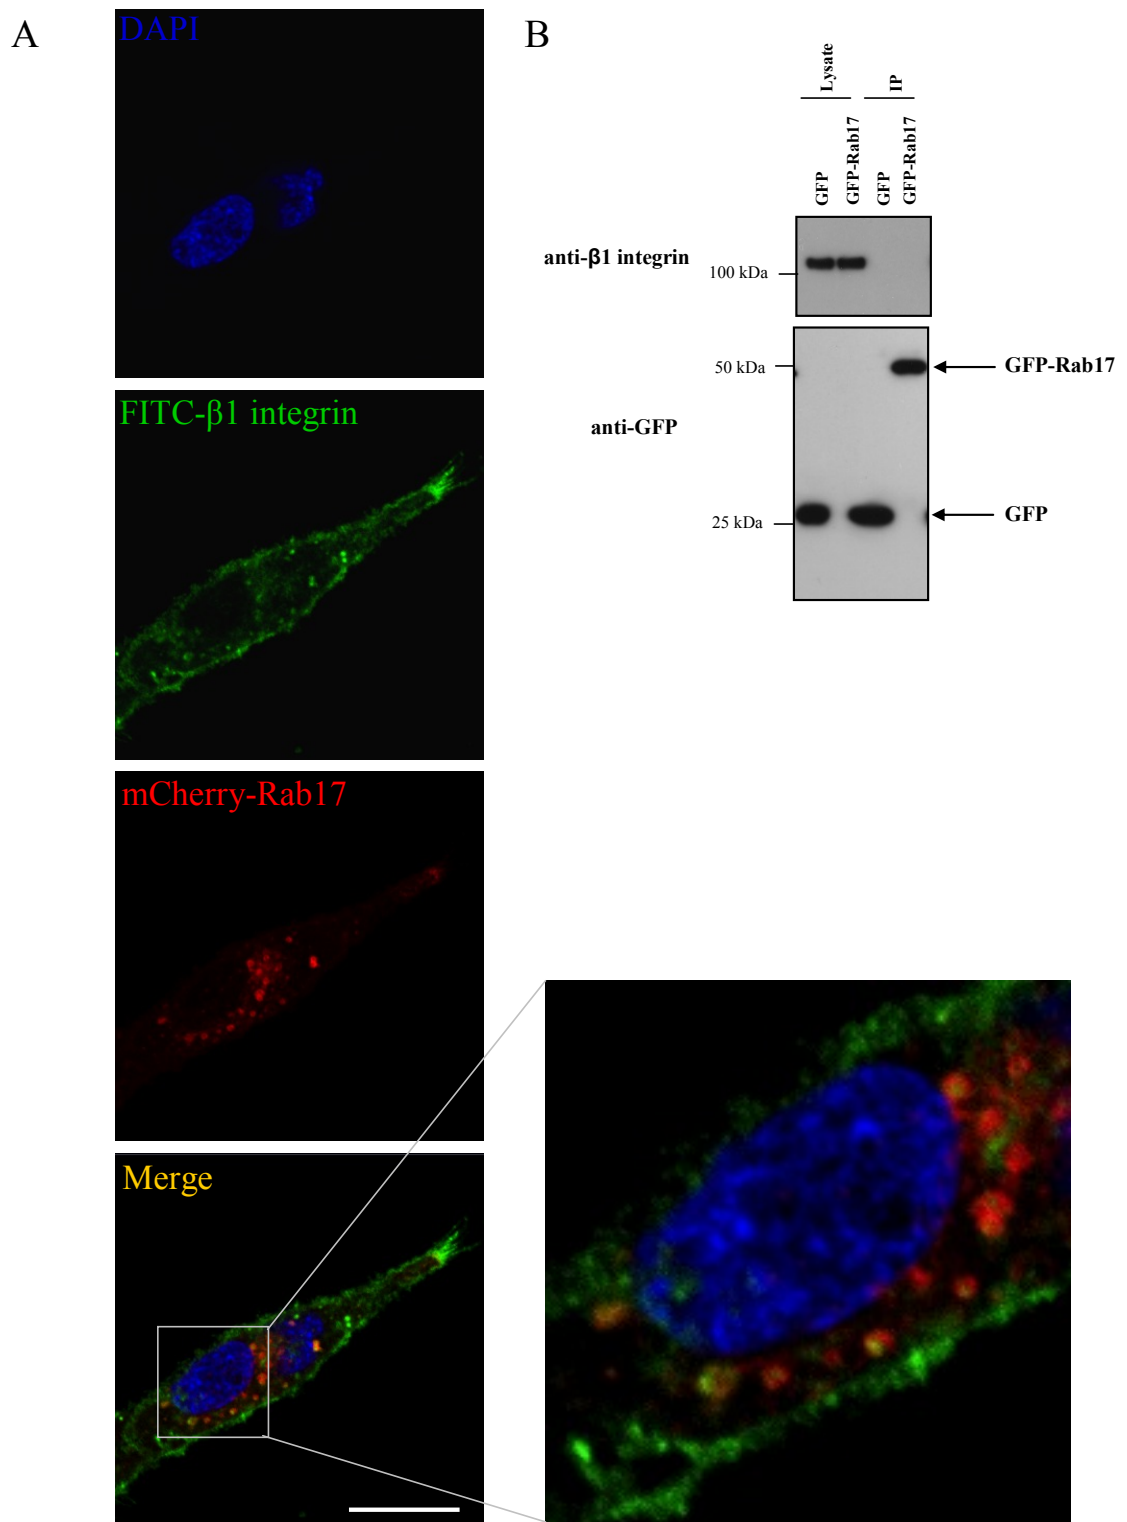 A
DAPI
FITC-β1 integrin
mCherry-Rab17
Merge
B
Lysate
IP
GFP
GFP-Rab17
GFP
GFP-Rab17
anti-β1 integrin
100 kDa
50 kDa
GFP-Rab17
anti-GFP
25 kDa
GFP